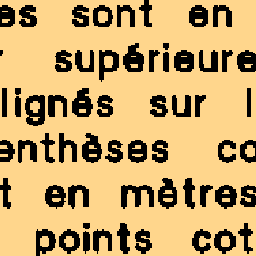 es sont en
r supérieure
lignés sur l
enthèses co
t en mètres
points cot